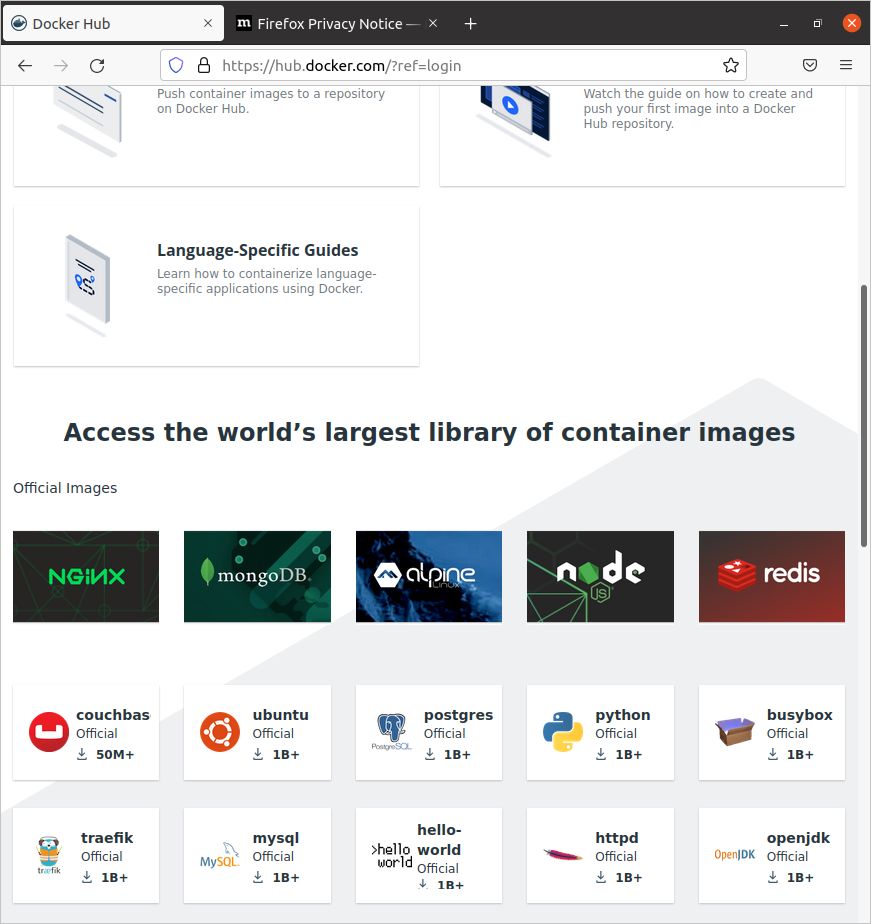 Docker Hub
Firefox Privacy Notice —
https://hub.docker.com/?ref=login
Push container images to a repository
on Docker Hub.
Watch the guide on how to create and
push your first image into a Docker
Hub repository.
Language-Specific Guides
Learn how to containerize language-
specific applications using Docker.
Access the world’s largest library of container images
Official Images
NGiNX
mongoDB.
alpine
Linux
node
JS
redis
couchbas
Official
50M+
ubuntu
Official
1B+
PostgreSQL
postgres
Official
1B+
python
Official
1B+
busybox
Official
1B+
træfik
traefik
Official
1B+
MySQL.
mysql
Official
1B+
>hello
world
hello-
world
Official
1B+
httpd
Official
1B+
OpenJDK
openjdk
Official
1B+